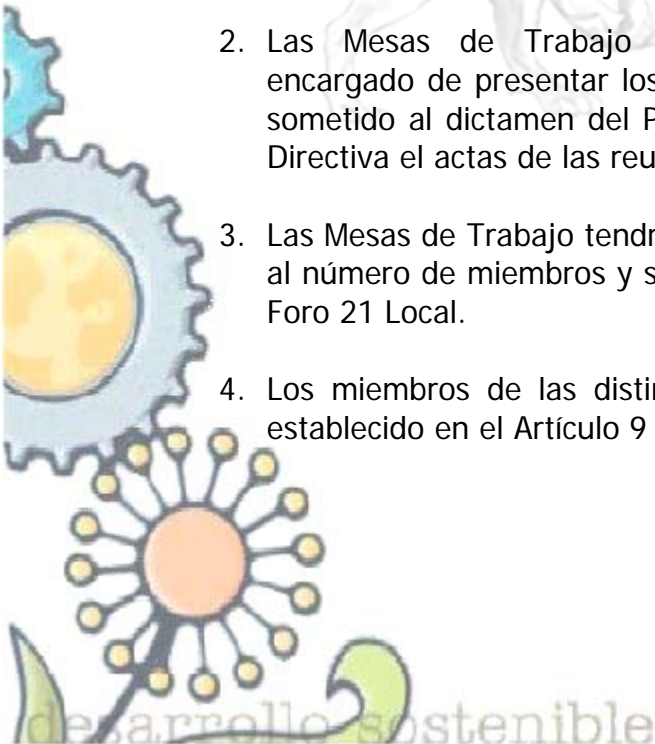 2. Las Mesas de Trabajo
encargado de presentar los
sometido al dictamen del P
Directiva el actas de las reu
3. Las Mesas de Trabajo tendr
al número de miembros y s
Foro 21 Local.
4. Los miembros de las distin
establecido en el Artículo 9
desarrollo sostenible